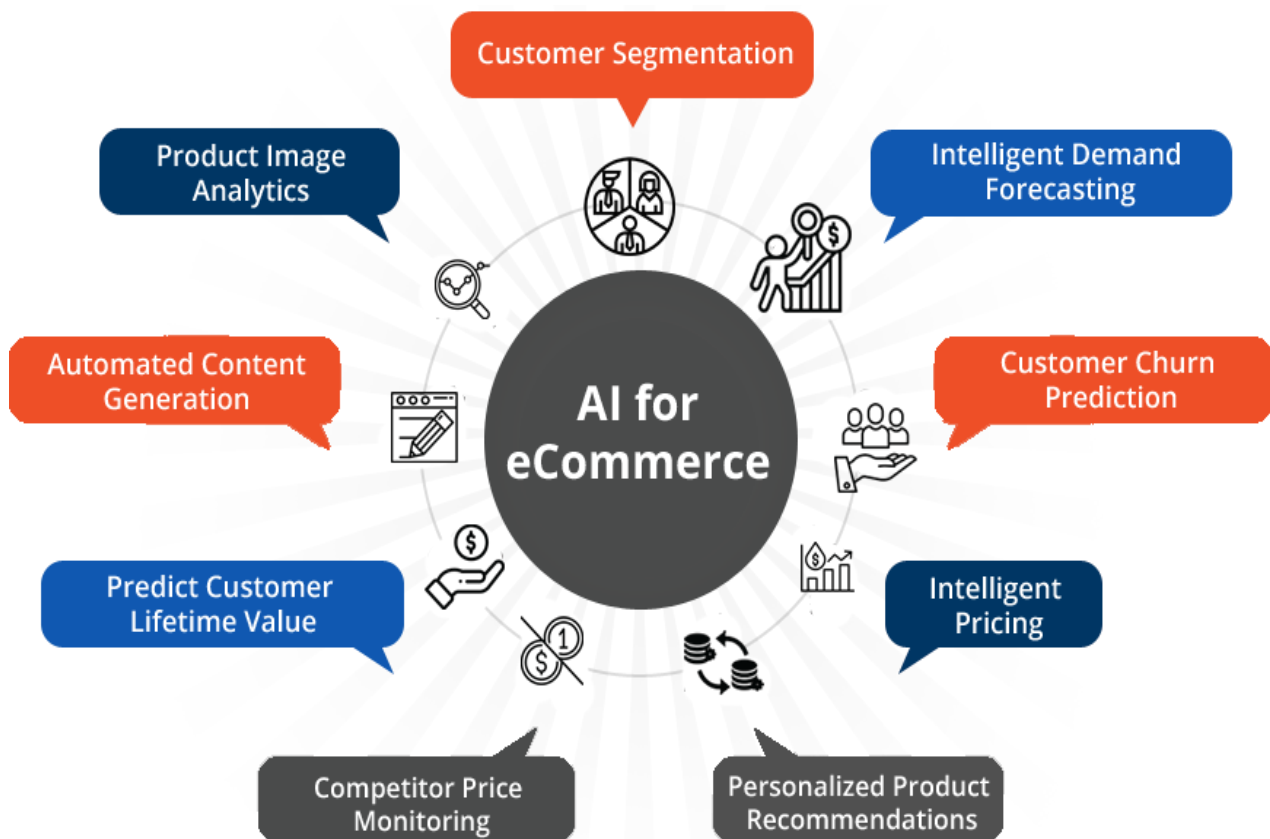 Customer Segmentation
Product Image
Analytics
Intelligent Demand
Forecasting
Automated Content
Generation
AI for
eCommerce
Customer Churn
Prediction
Predict Customer
Lifetime Value
Intelligent
Pricing
Competitor Price
Monitoring
Personalized Product
Recommendations
$
$
$
1
$